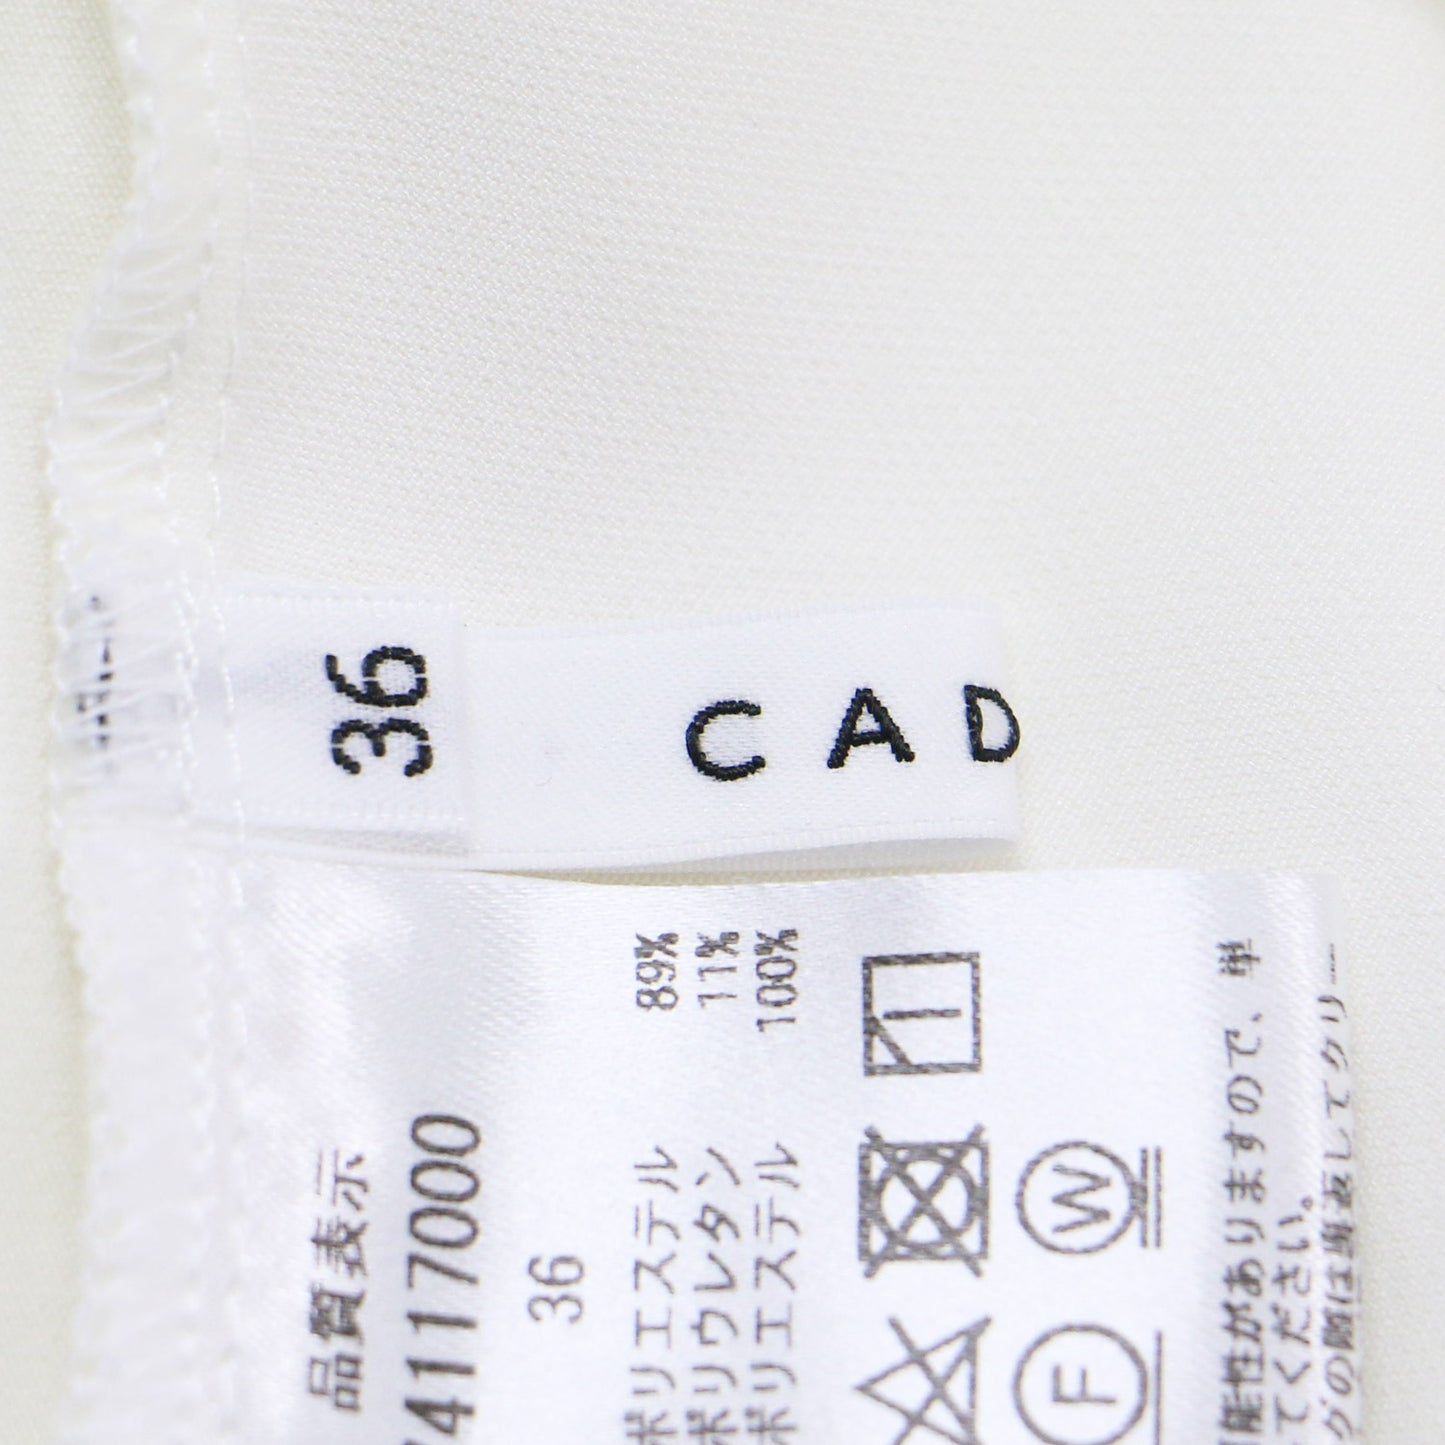 36
CAD
品質表示
7000
36
ポリエステル 89%
ポリウレタン 11%
ポリエステル 100%
W
F
能性がありますので、単
てください。
グの際は裏返してクリー